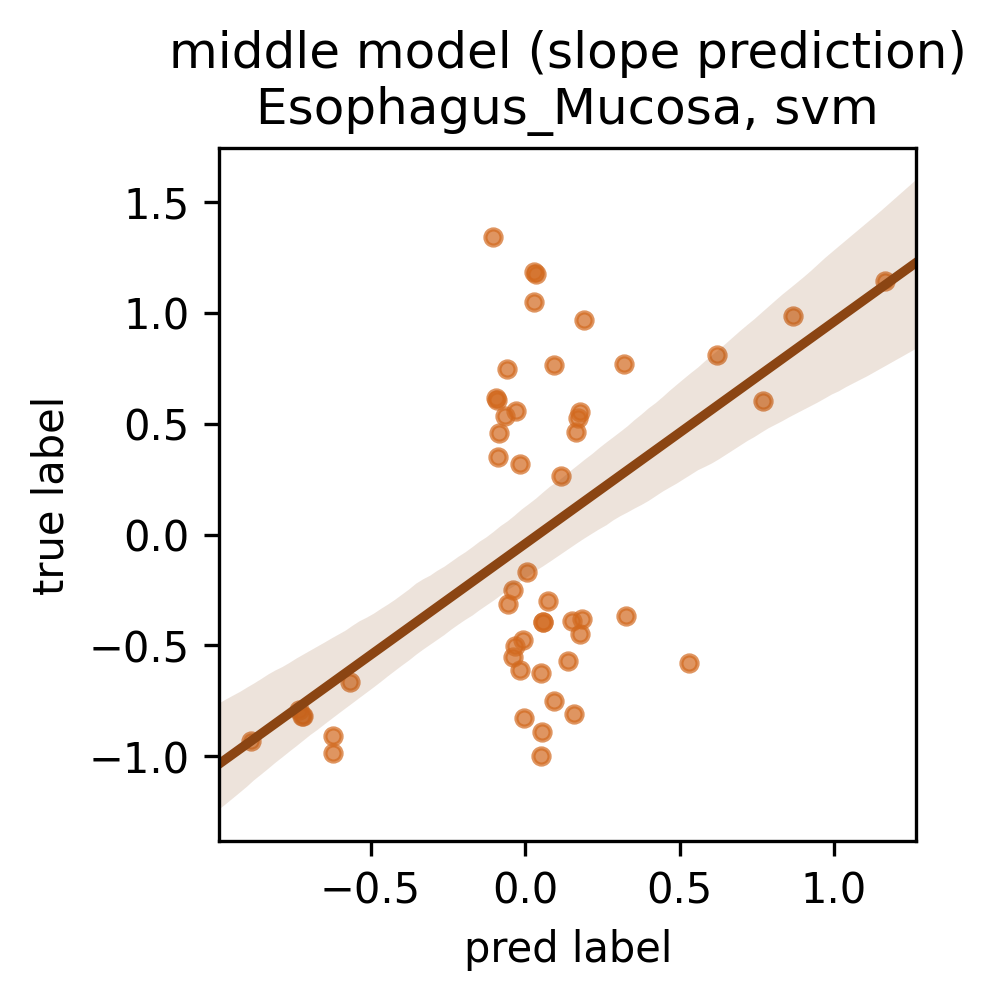 middle model (slope prediction)
Esophagus_Mucosa, svm
1.5
1.0
0.5
0.0
−0.5
−1.0
true label
−0.5 0.0 0.5 1.0
pred label